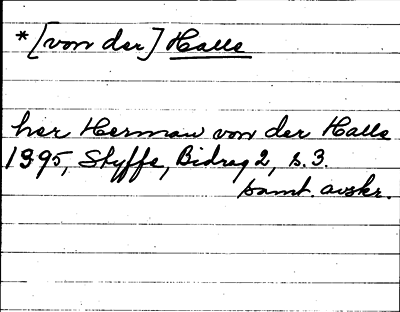 *[von der] Halle
her Herman von der Halle
1395, Styffe, Bidrag 2, s. 3.
samt. avskr.